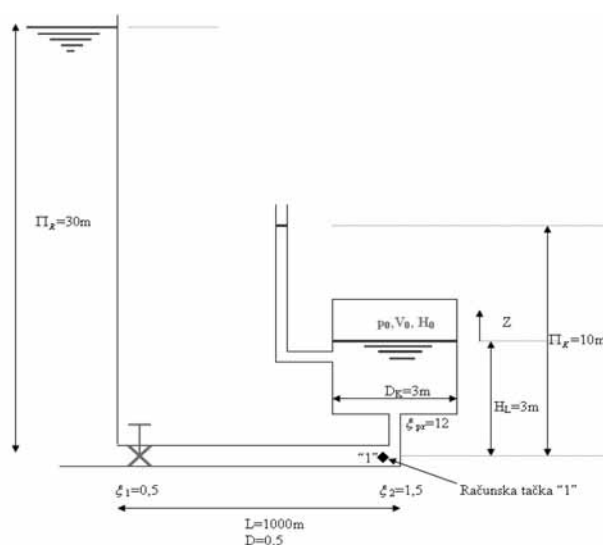 Π_R=30m
p₀,V₀, H₀
Z
Π_K=10m
D_K=3m
H_L=3m
ξ_pr=12
"1"
ξ₁=0,5
ξ₂=1,5
Računska tačka "1"
L=1000m
D=0.5